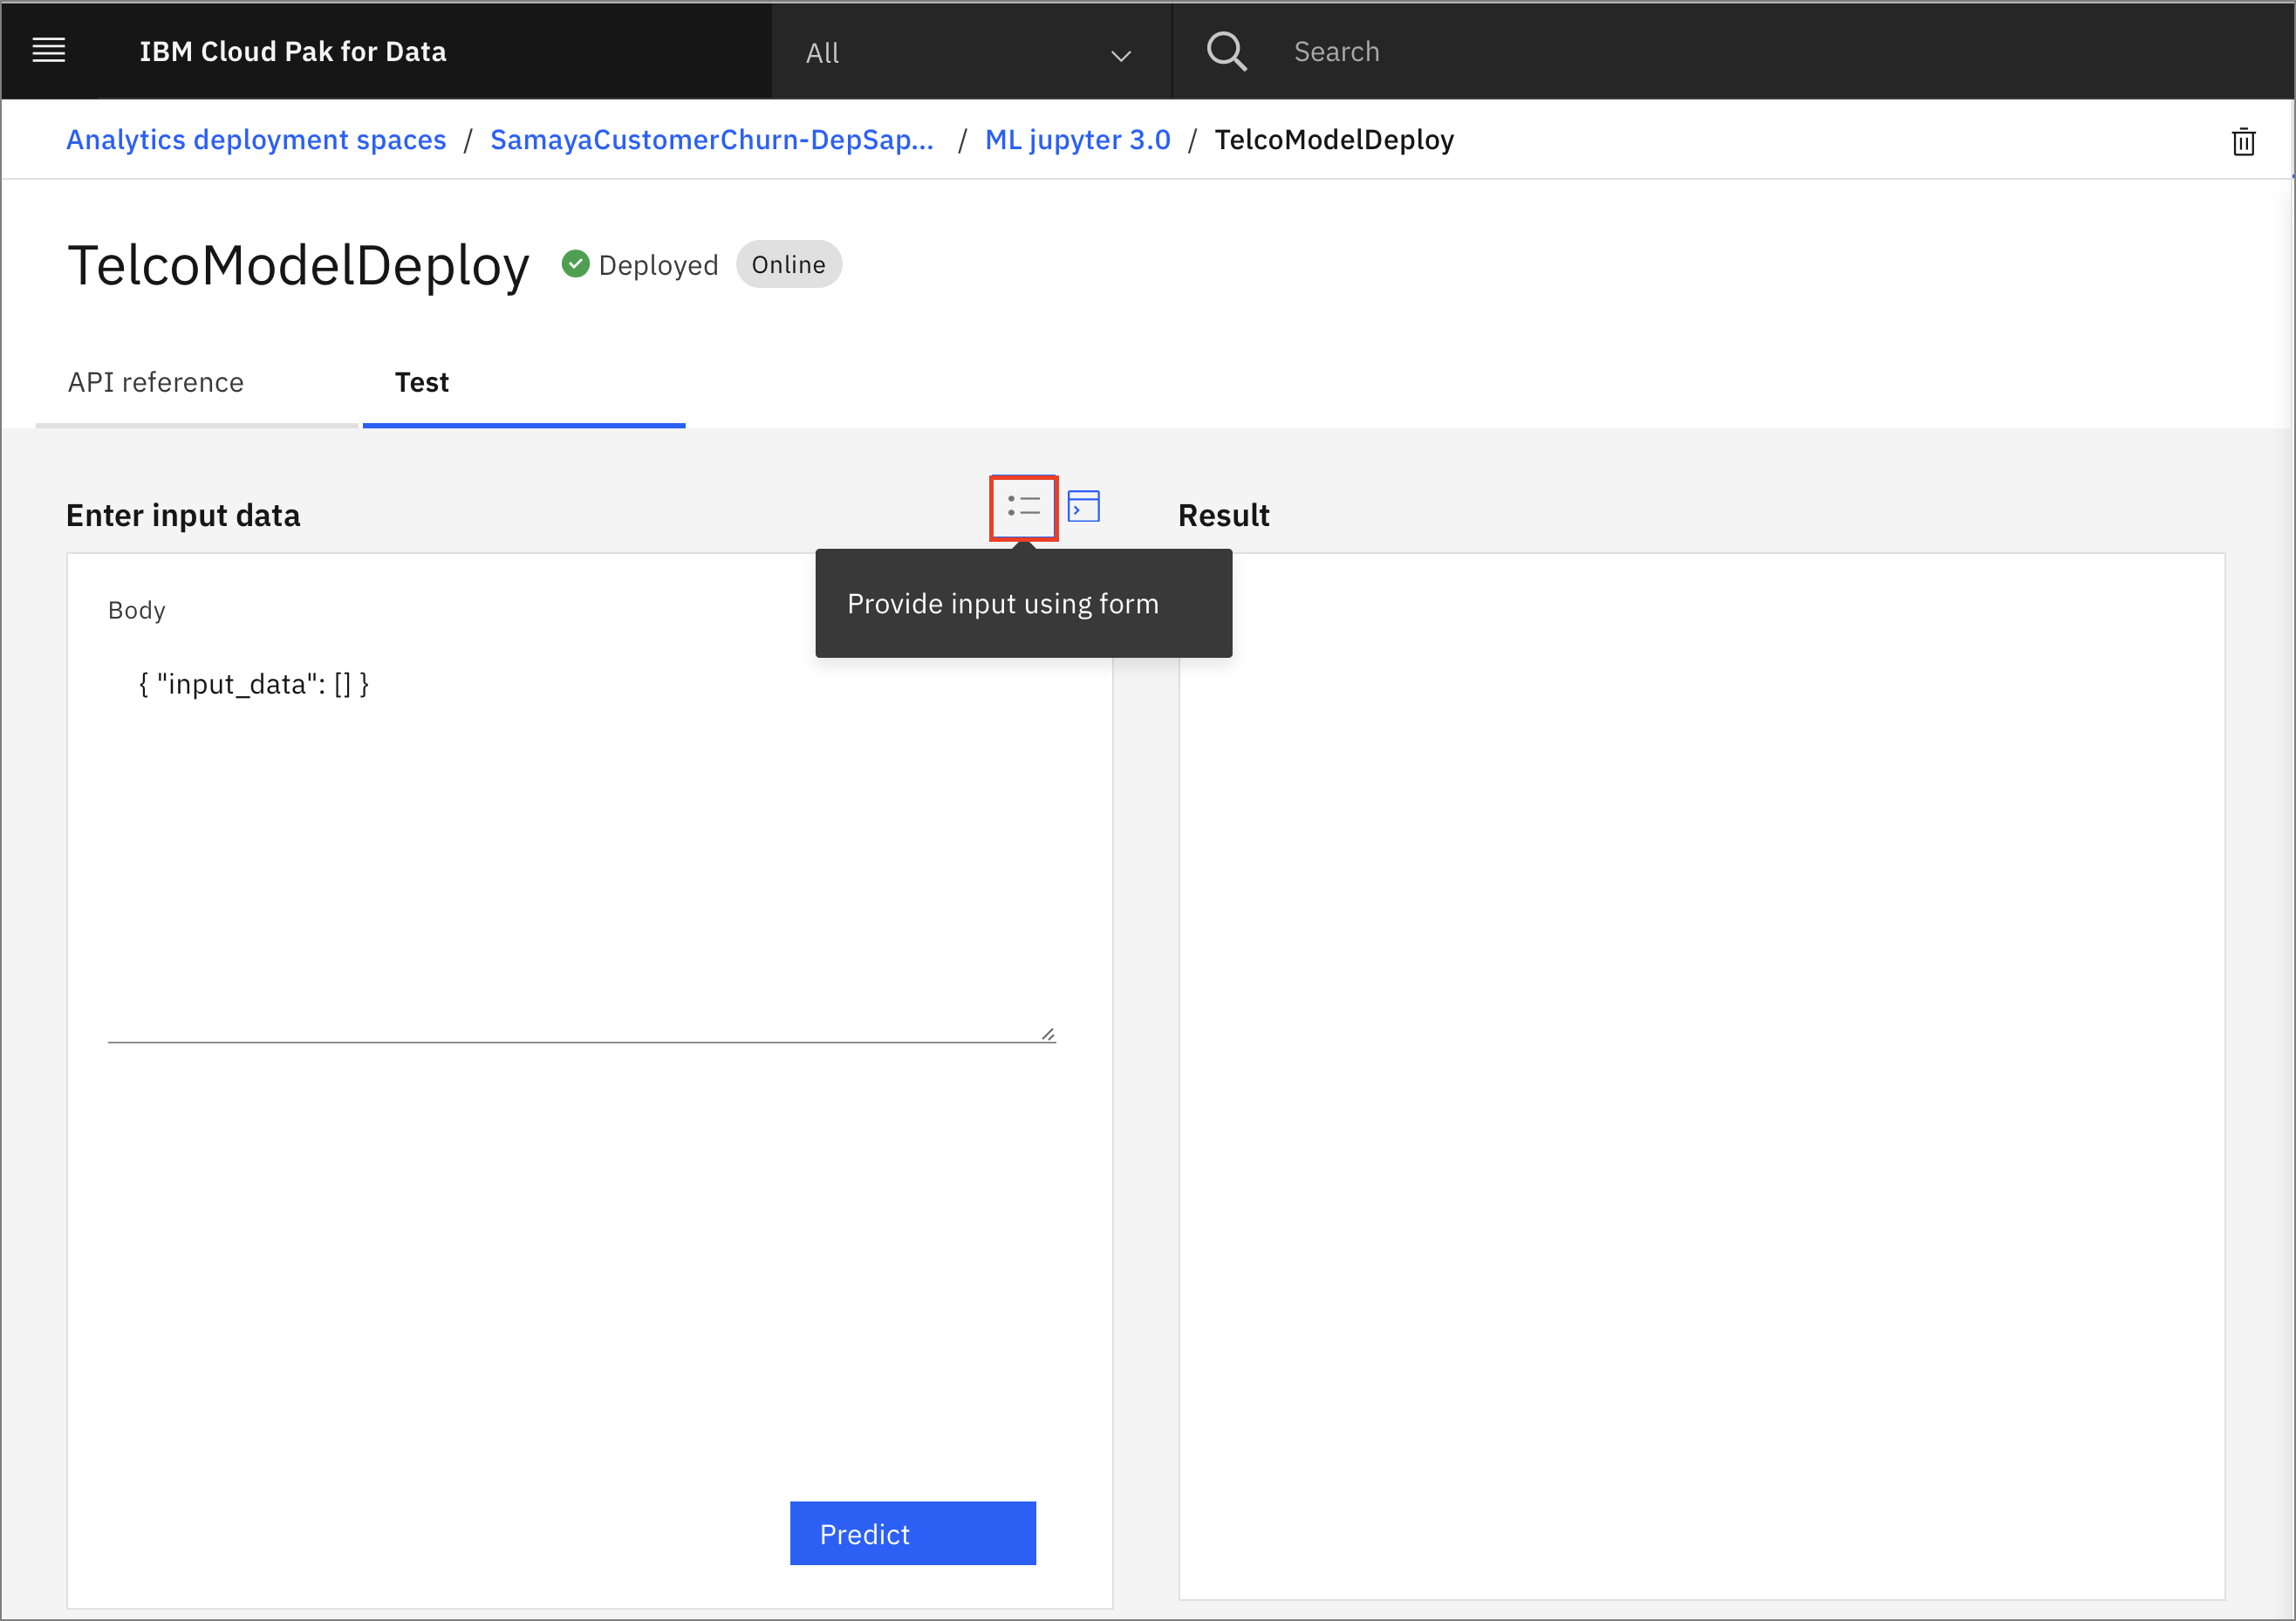 IBM Cloud Pak for Data
All
Search
Analytics deployment spaces / SamayaCustomerChurn-DepSap... / ML jupyter 3.0 / TelcoModelDeploy
TelcoModelDeploy
Deployed
Online
API reference
Test
Enter input data
Result
Provide input using form
Body
{ "input_data": [] }
Predict